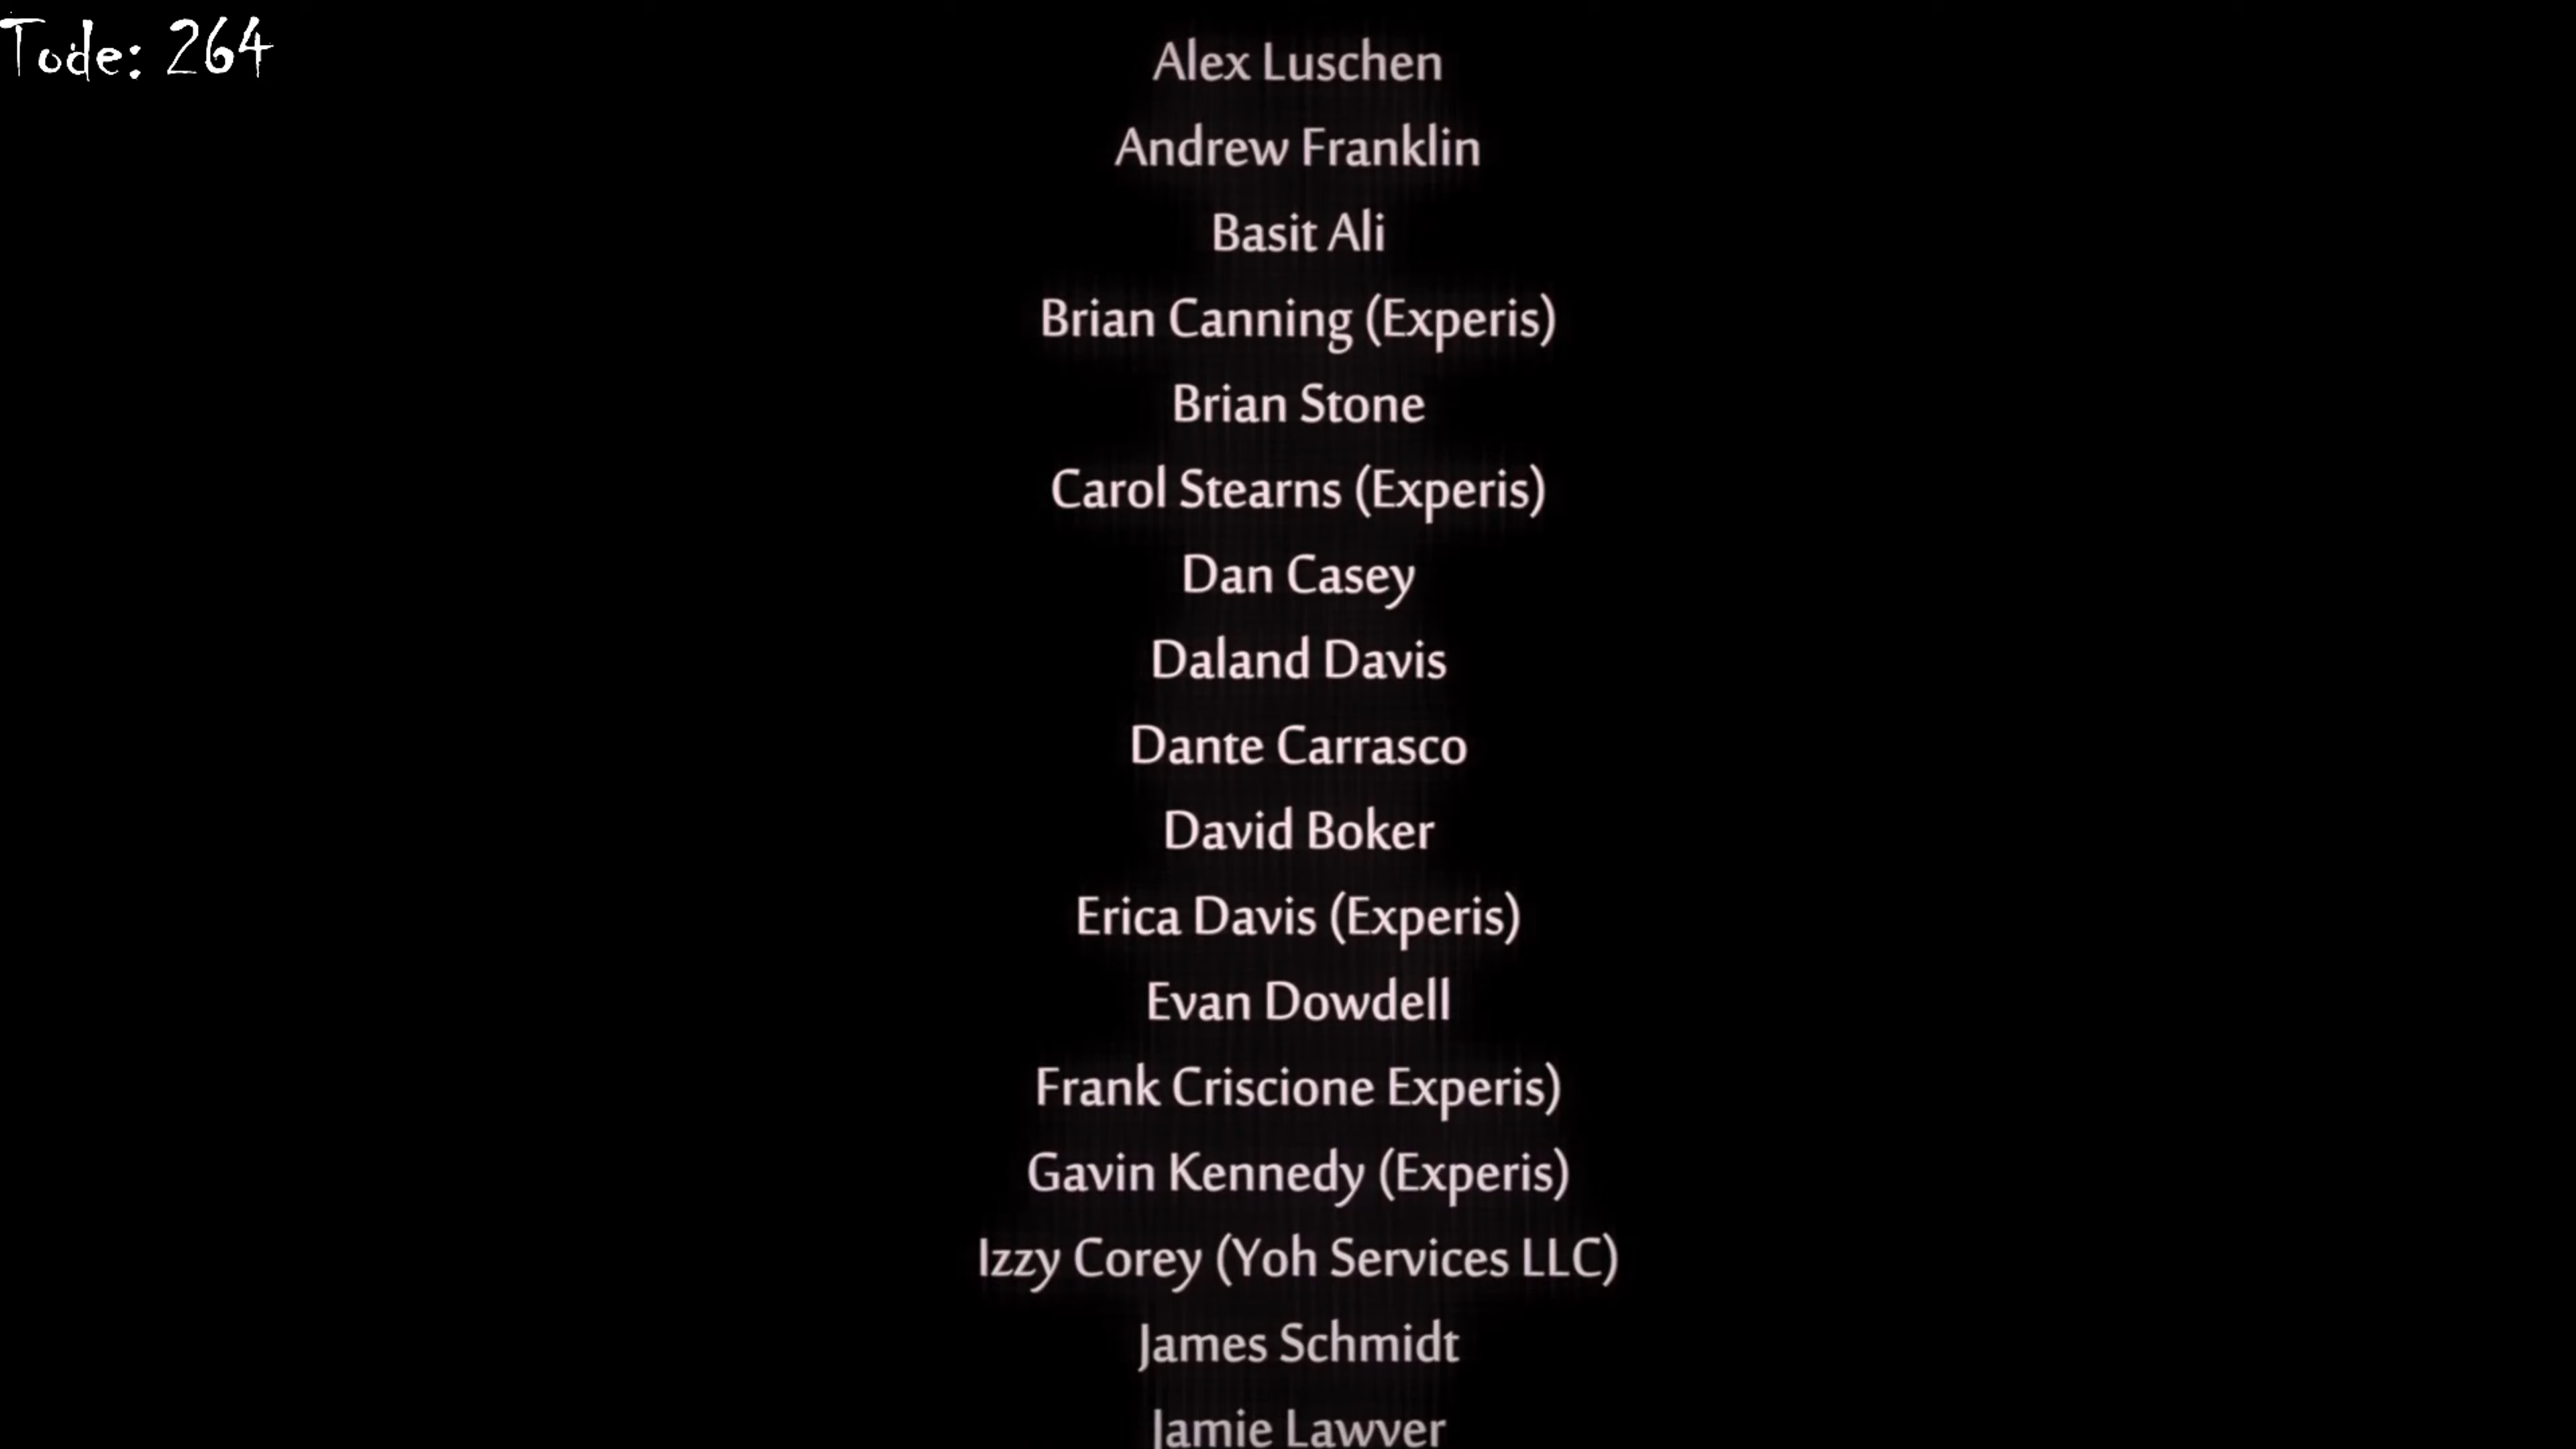 Tode: 264
Alex Luschen
Andrew Franklin
Basit Ali
Brian Canning (Experis)
Brian Stone
Carol Stearns (Experis)
Dan Casey
Daland Davis
Dante Carrasco
David Boker
Erica Davis (Experis)
Evan Dowdell
Frank Criscione Experis)
Gavin Kennedy (Experis)
Izzy Corey (Yoh Services LLC)
James Schmidt
Jamie Lawver